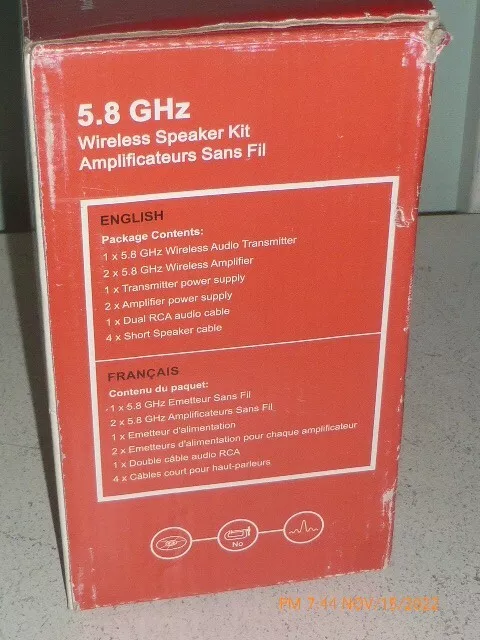 5.8 GHz
Wireless Speaker Kit
Amplificateurs Sans Fil
ENGLISH
Package Contents:
1 x 5.8 GHz Wireless Audio Transmitter
2 x 5.8 GHz Wireless Amplifier
1 x Transmitter power supply
2 x Amplifier power supply
1 x Dual RCA audio cable
4 x Short Speaker cable
FRANÇAIS
Contenu du paquet:
1 x 5.8 GHz Emetteur Sans Fil
2 x 5.8 GHz Amplificateurs Sans Fil
1 x Emetteur d'alimentation
2 x Emetteurs d'alimentation pour chaque amplificateur
1 x Double câble audio RCA
4 x Câbles court pour haut-parleurs
No
PM 7:44 NOV 15 2022